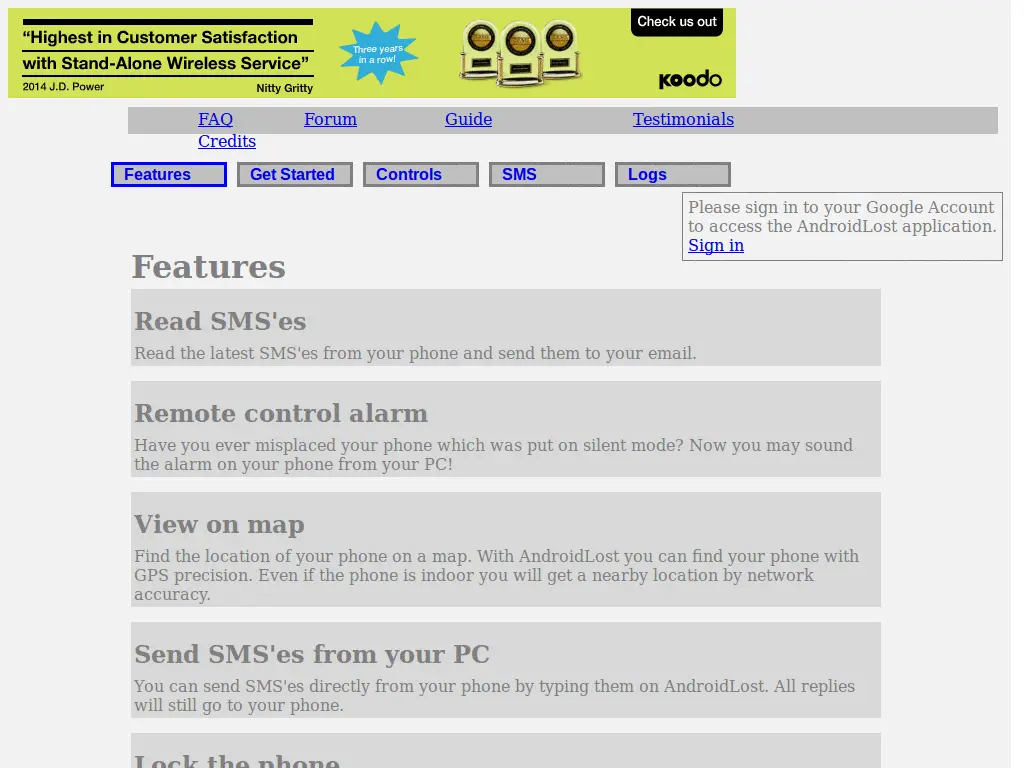 “Highest in Customer Satisfaction
with Stand-Alone Wireless Service”
2014 J.D. Power
Nitty Gritty
Three years
in a row!
Check us out
koodo
FAQ Forum Guide Testimonials
Credits
Features Get Started Controls SMS Logs
Please sign in to your Google Account
to access the AndroidLost application.
Sign in
Features
Read SMS'es
Read the latest SMS'es from your phone and send them to your email.
Remote control alarm
Have you ever misplaced your phone which was put on silent mode? Now you may sound
the alarm on your phone from your PC!
View on map
Find the location of your phone on a map. With AndroidLost you can find your phone with
GPS precision. Even if the phone is indoor you will get a nearby location by network
accuracy.
Send SMS'es from your PC
You can send SMS'es directly from your phone by typing them on AndroidLost. All replies
will still go to your phone.
Lock the phone